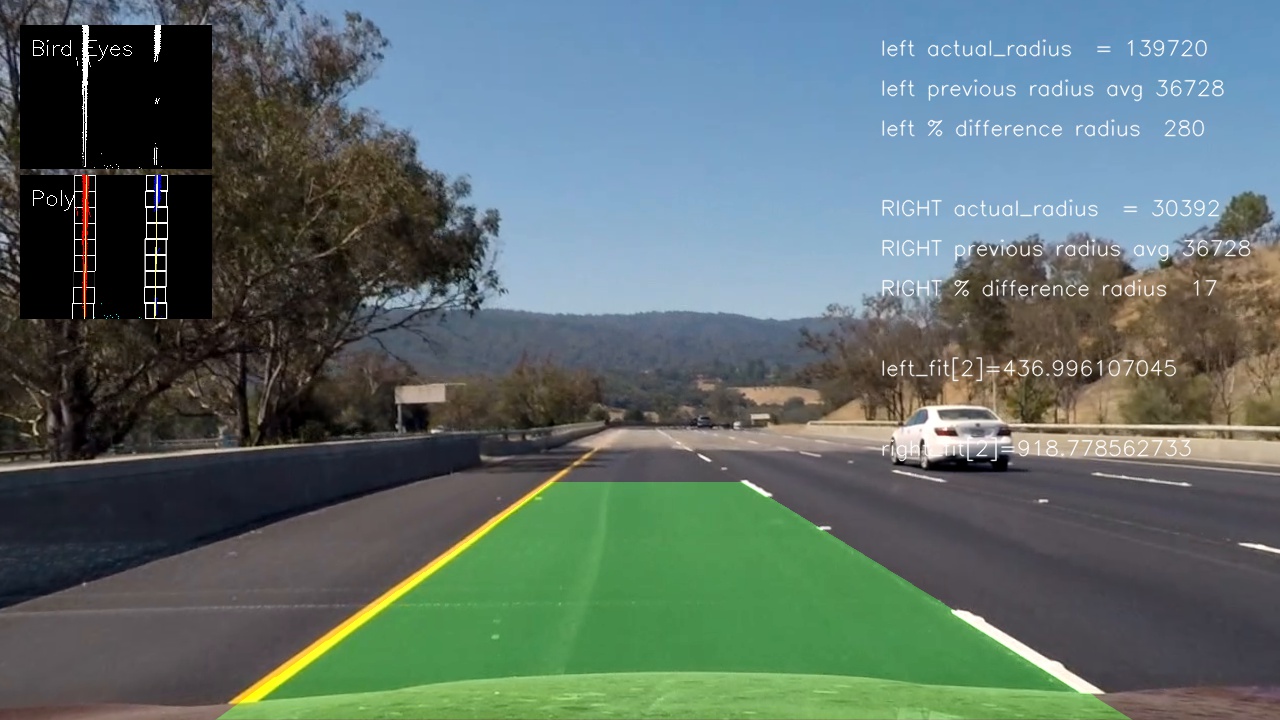 Bird Eyes
Poly
left actual_radius = 139720
left previous radius avg 36728
left % difference radius 280
RIGHT actual_radius = 30392
RIGHT previous radius avg 36728
RIGHT % difference radius 17
left_fit[2]=436.996107045
right_fit[2]=918.778562733